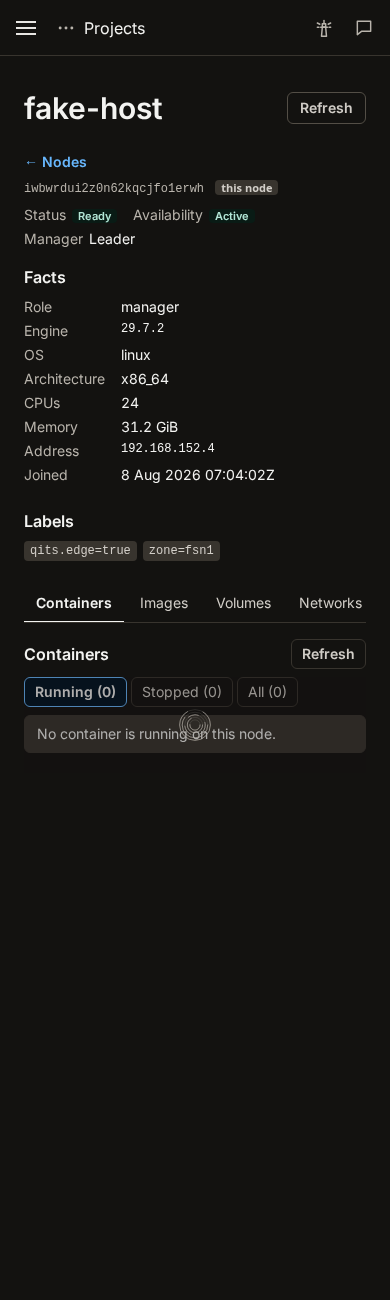 Projects
fake-host
Refresh
← Nodes
iwbwrdui2z0n62kqcjfo1erwh this node
Status Ready Availability Active
Manager Leader
Facts
Role manager
Engine 29.7.2
OS linux
Architecture x86_64
CPUs 24
Memory 31.2 GiB
Address 192.168.152.4
Joined 8 Aug 2026 07:04:02Z
Labels
qits.edge=true zone=fsn1
Containers Images Volumes Networks
Containers Refresh
Running (0) Stopped (0) All (0)
No container is running on this node.